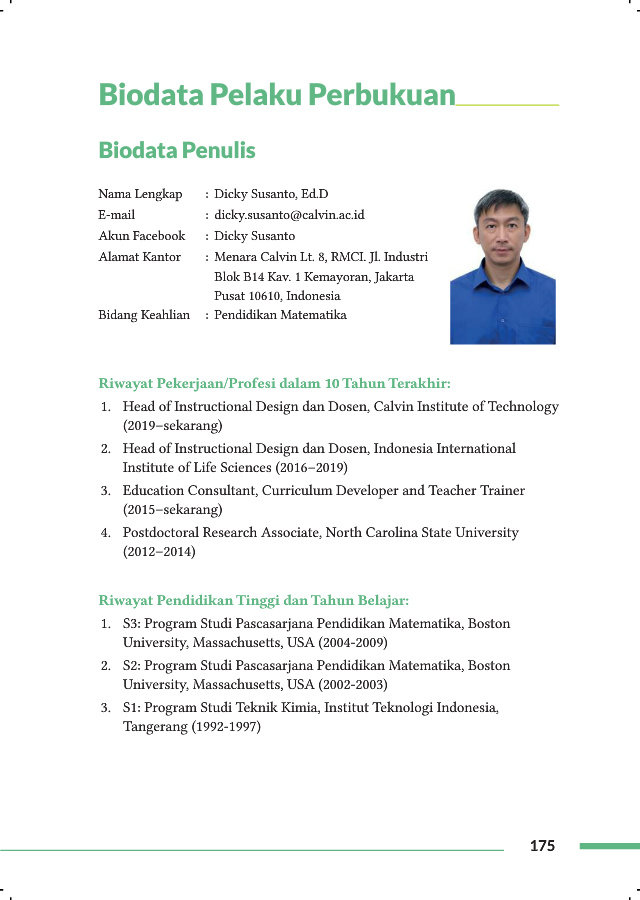 Biodata Pelaku Perbukuan
Biodata Penulis
Nama Lengkap : Dicky Susanto, Ed.D
E-mail : dicky.susanto@calvin.ac.id
Akun Facebook : Dicky Susanto
Alamat Kantor : Menara Calvin Lt. 8, RMCI. Jl. Industri
Blok B14 Kav. 1 Kemayoran, Jakarta
Pusat 10610, Indonesia
Bidang Keahlian : Pendidikan Matematika
Riwayat Pekerjaan/Profesi dalam 10 Tahun Terakhir:
1. Head of Instructional Design dan Dosen, Calvin Institute of Technology
(2019–sekarang)
2. Head of Instructional Design dan Dosen, Indonesia International
Institute of Life Sciences (2016–2019)
3. Education Consultant, Curriculum Developer and Teacher Trainer
(2015–sekarang)
4. Postdoctoral Research Associate, North Carolina State University
(2012–2014)
Riwayat Pendidikan Tinggi dan Tahun Belajar:
1. S3: Program Studi Pascasarjana Pendidikan Matematika, Boston
University, Massachusetts, USA (2004-2009)
2. S2: Program Studi Pascasarjana Pendidikan Matematika, Boston
University, Massachusetts, USA (2002-2003)
3. S1: Program Studi Teknik Kimia, Institut Teknologi Indonesia,
Tangerang (1992-1997)
175